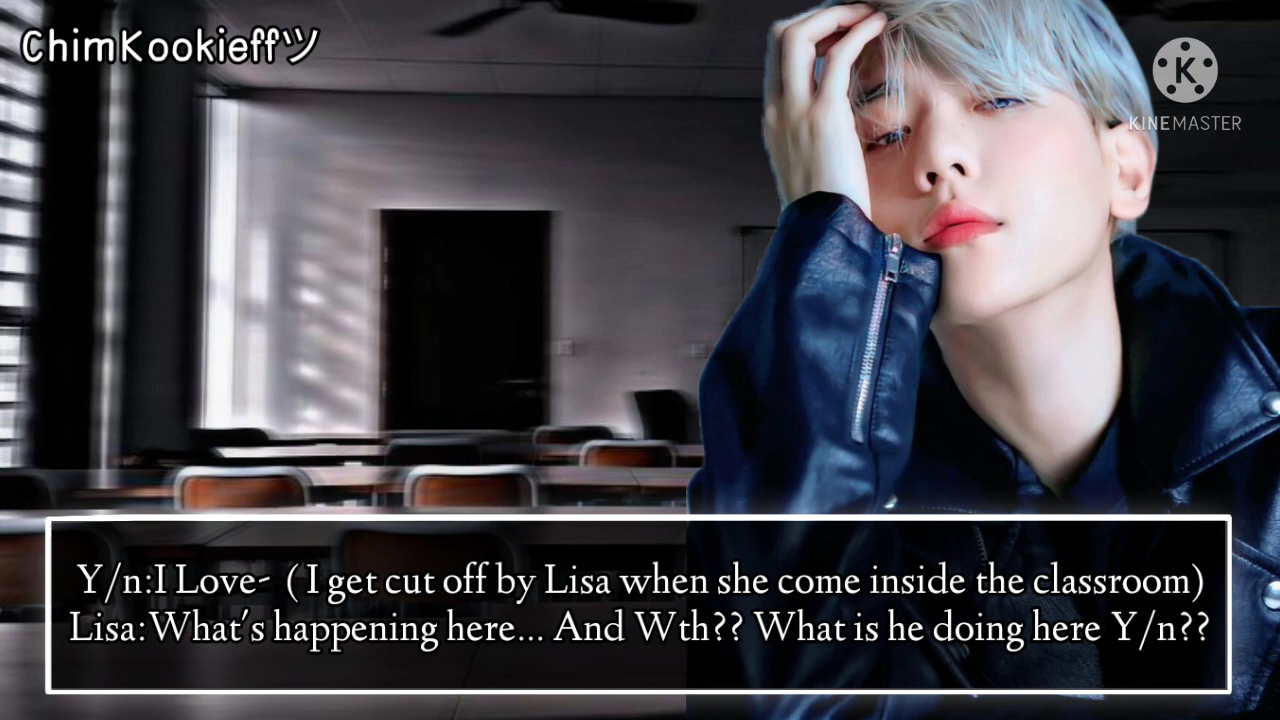 ChimKookieffツ
K
KINEMASTER
Y/n:I Love- ( I get cut off by Lisa when she come inside the classroom)
Lisa:What's happening here... And Wth?? What is he doing here Y/n??